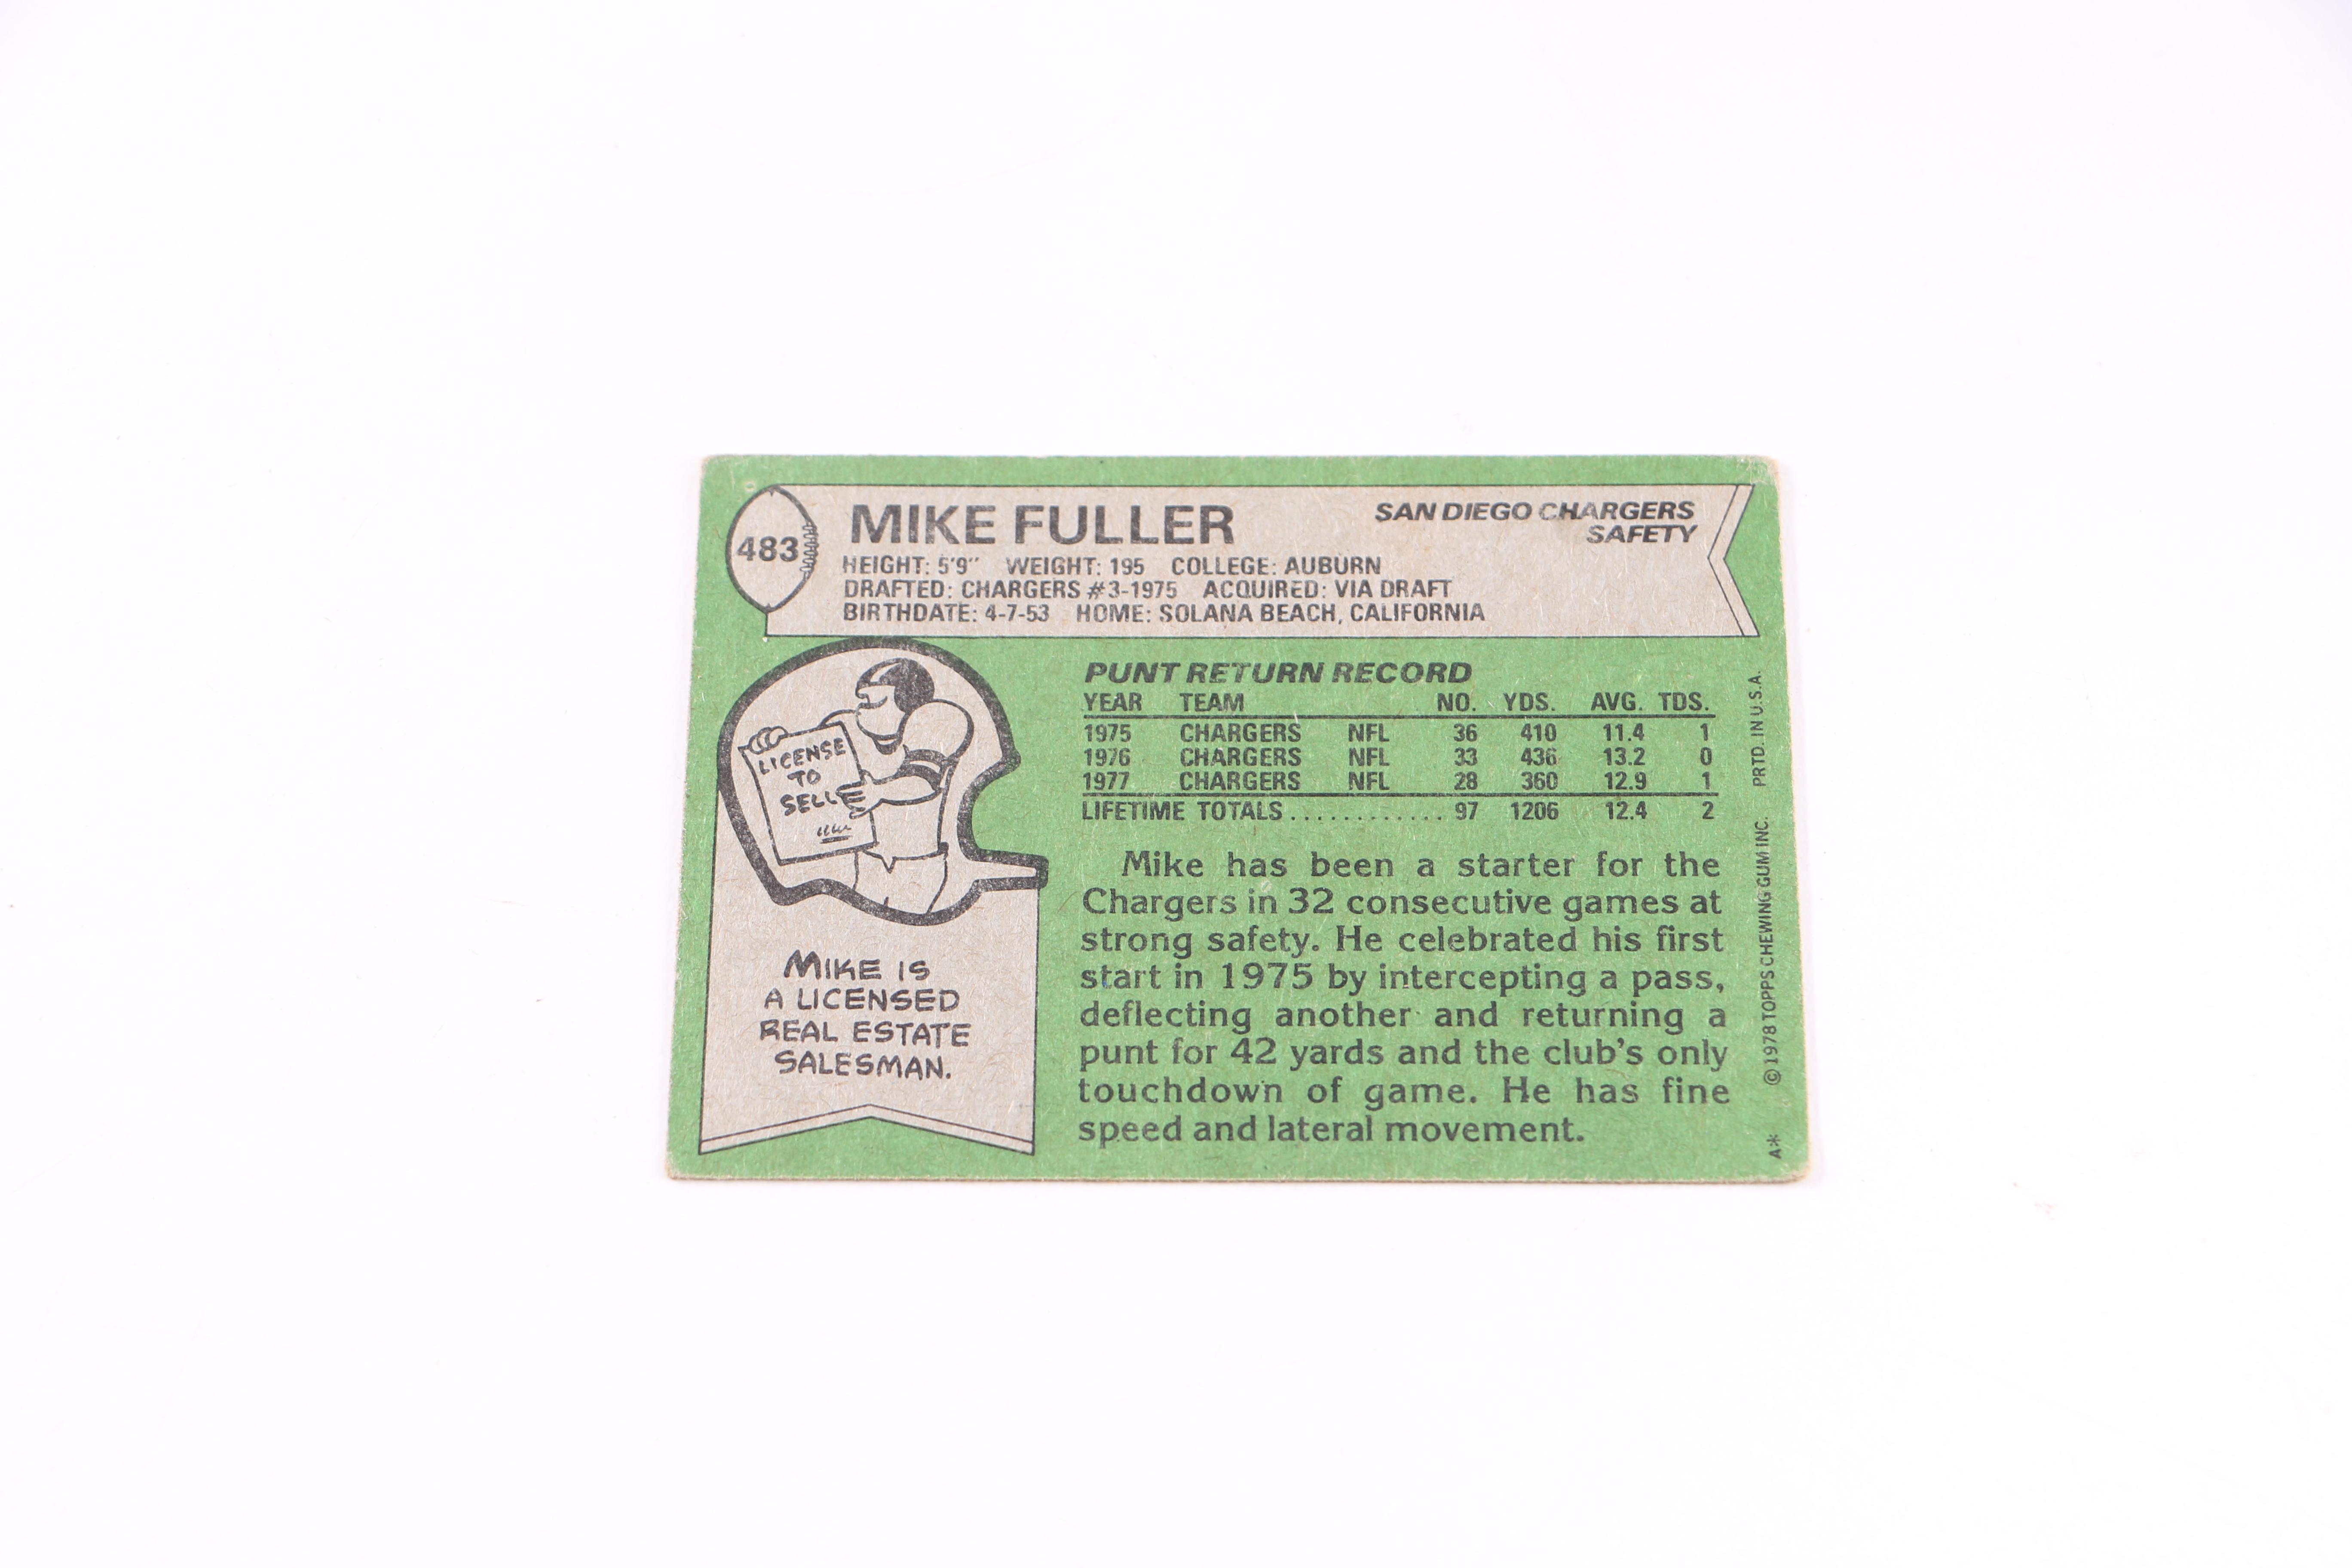 483
MIKE FULLER
SAN DIEGO CHARGERS
SAFETY
HEIGHT: 5'9" WEIGHT: 195 COLLEGE: AUBURN
DRAFTED: CHARGERS #3-1975 ACQUIRED: VIA DRAFT
BIRTHDATE: 4-7-53 HOME: SOLANA BEACH, CALIFORNIA
LICENSE
TO
SELL
MIKE IS
A LICENSED
REAL ESTATE
SALESMAN.
PUNT RETURN RECORD
YEAR TEAM NO. YDS. AVG. TDS.
1975 CHARGERS NFL 36 410 11.4 1
1976 CHARGERS NFL 33 436 13.2 0
1977 CHARGERS NFL 28 360 12.9 1
LIFETIME TOTALS............ 97 1206 12.4 2
Mike has been a starter for the
Chargers in 32 consecutive games at
strong safety. He celebrated his first
start in 1975 by intercepting a pass,
deflecting another and returning a
punt for 42 yards and the club's only
touchdown of game. He has fine
speed and lateral movement.
A* © 1978 TOPPS CHEWING GUM INC. PRTD. IN U.S.A.